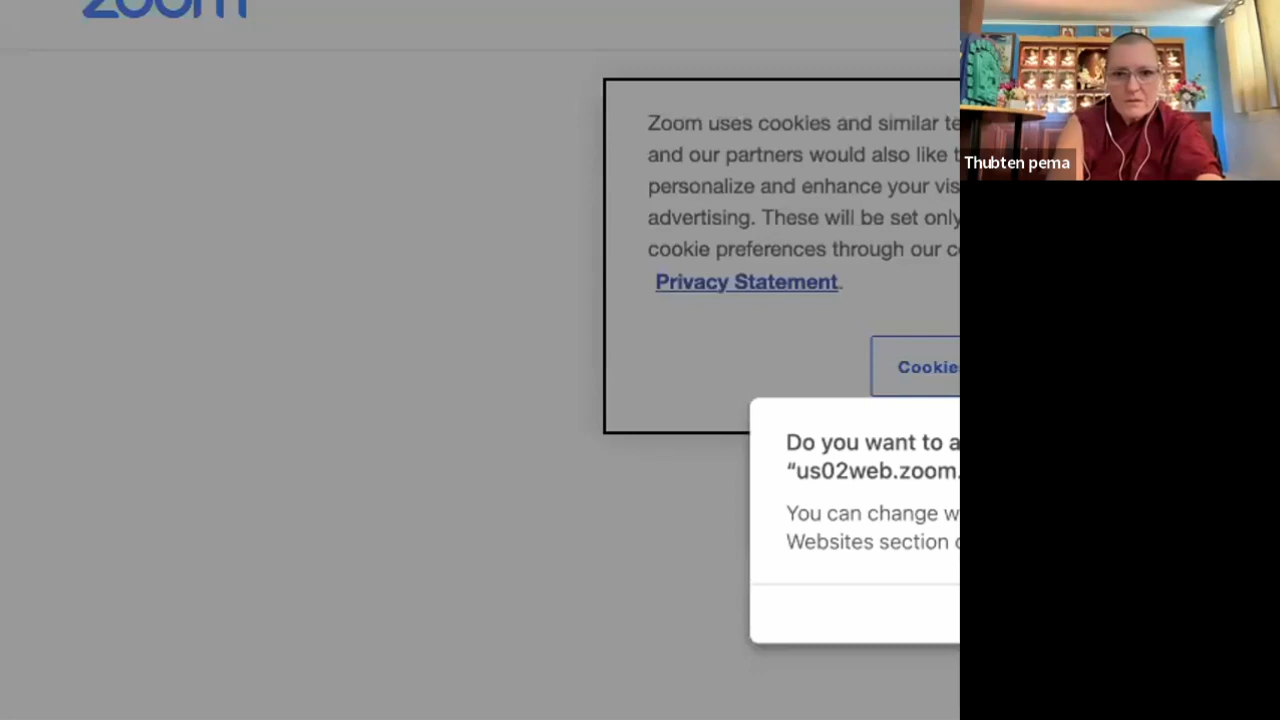 zoom
Zoom uses cookies and similar te
and our partners would also like t
personalize and enhance your vis
advertising. These will be set only
cookie preferences through our c
Privacy Statement.
Cookie
Do you want to a
“us02web.zoom.
You can change w
Websites section
Thubten pema